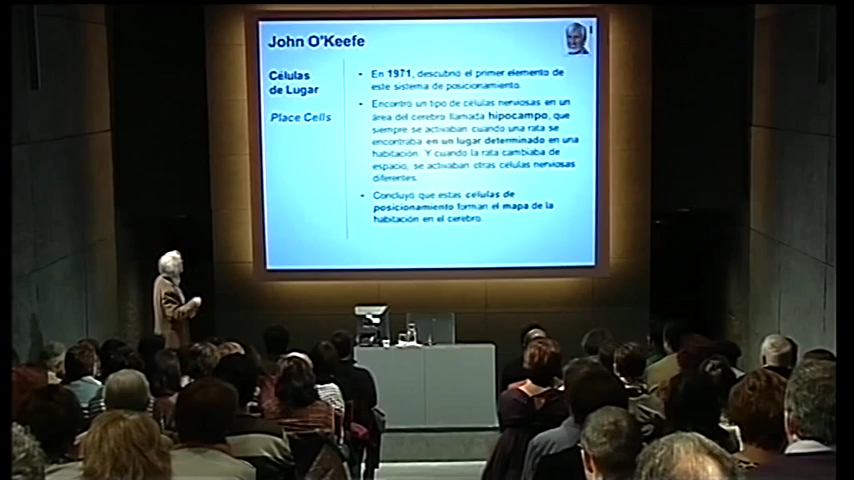 John O'Keefe
Células
de Lugar
Place Cells
• En 1971, descubrió el primer elemento de
este sistema de posicionamiento.
• Encontró un tipo de células nerviosas en un
área del cerebro llamada hipocampo, que
siempre se activaban cuando una rata se
encontraba en un lugar determinado en una
habitación. Y cuando la rata cambiaba de
espacio, se activaban otras células nerviosas
diferentes.
• Concluyó que estas células de
posicionamiento forman el mapa de la
habitación en el cerebro.